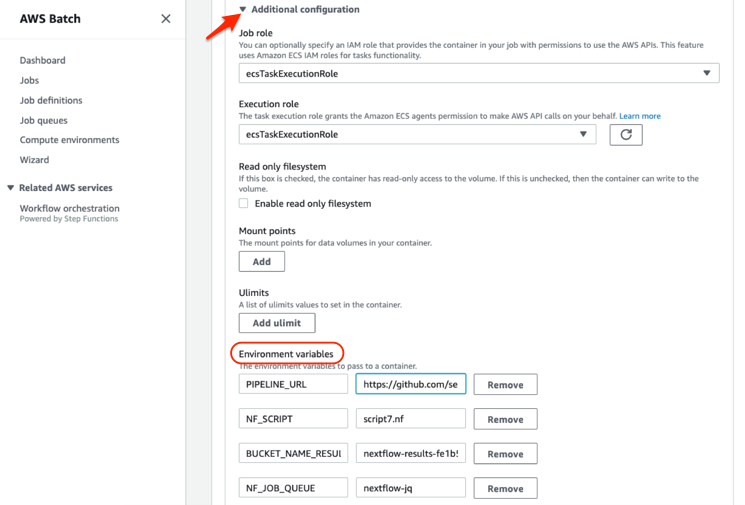 AWS Batch
Dashboard
Jobs
Job definitions
Job queues
Compute environments
Wizard
Related AWS services
Workflow orchestration
Powered by Step Functions
Additional configuration
Job role
You can optionally specify an IAM role that provides the container in your job with permissions to use the AWS APIs. This feature
uses Amazon ECS IAM roles for tasks functionality.
ecsTaskExecutionRole
Execution role
The task execution role grants the Amazon ECS agents permission to make AWS API calls on your behalf. Learn more
ecsTaskExecutionRole
Read only filesystem
If this box is checked, the container has read-only access to the volume. If this is unchecked, then the container can write to the
volume.
Enable read only filesystem
Mount points
The mount points for data volumes in your container.
Add
Ulimits
A list of ulimits values to set in the container.
Add ulimit
Environment variables
The environment variables to pass to a container.
PIPELINE_URL https://github.com/se Remove
NF_SCRIPT script7.nf Remove
BUCKET_NAME_RESUL nextflow-results-fe1b5 Remove
NF_JOB_QUEUE nextflow-jq Remove